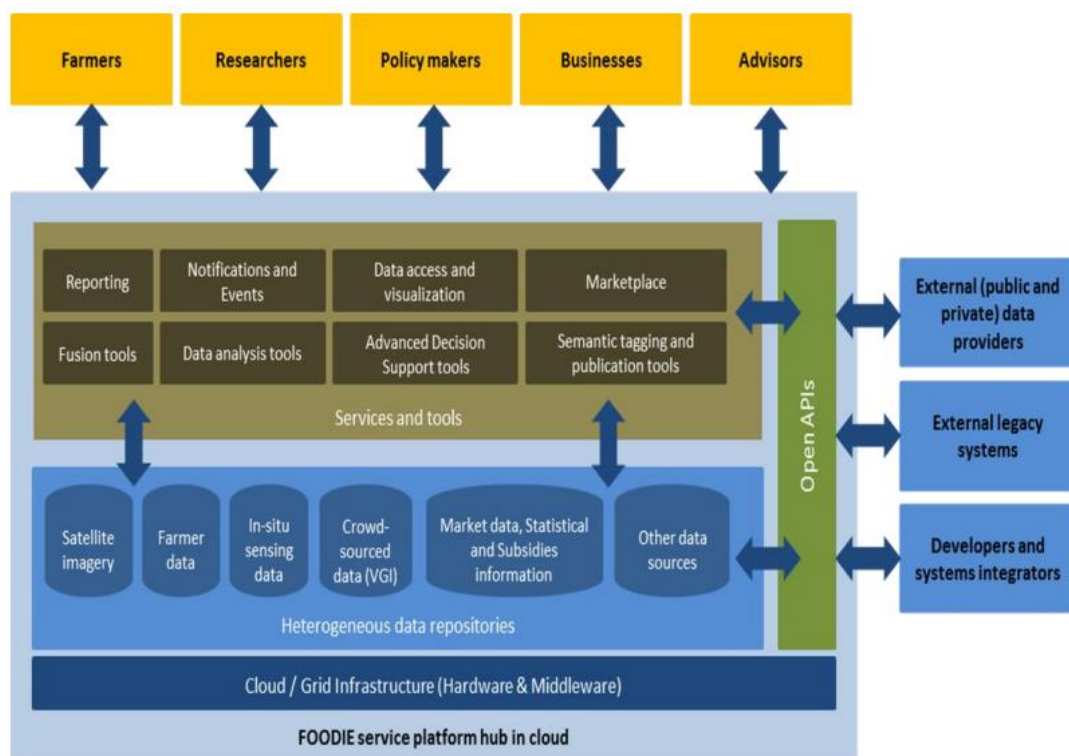 Farmers
Researchers
Policy makers
Businesses
Advisors
Reporting
Notifications and
Events
Data access and
visualization
Marketplace
Fusion tools
Data analysis tools
Advanced Decision
Support tools
Semantic tagging and
publication tools
Services and tools
Satellite
imagery
Farmer
data
In-situ
sensing
data
Crowd-
sourced
data (VGI)
Market data, Statistical
and Subsidies
information
Other data
sources
Heterogeneous data repositories
Open APIs
External (public and
private) data
providers
External legacy
systems
Developers and
systems integrators
Cloud / Grid Infrastructure (Hardware & Middleware)
FOODIE service platform hub in cloud